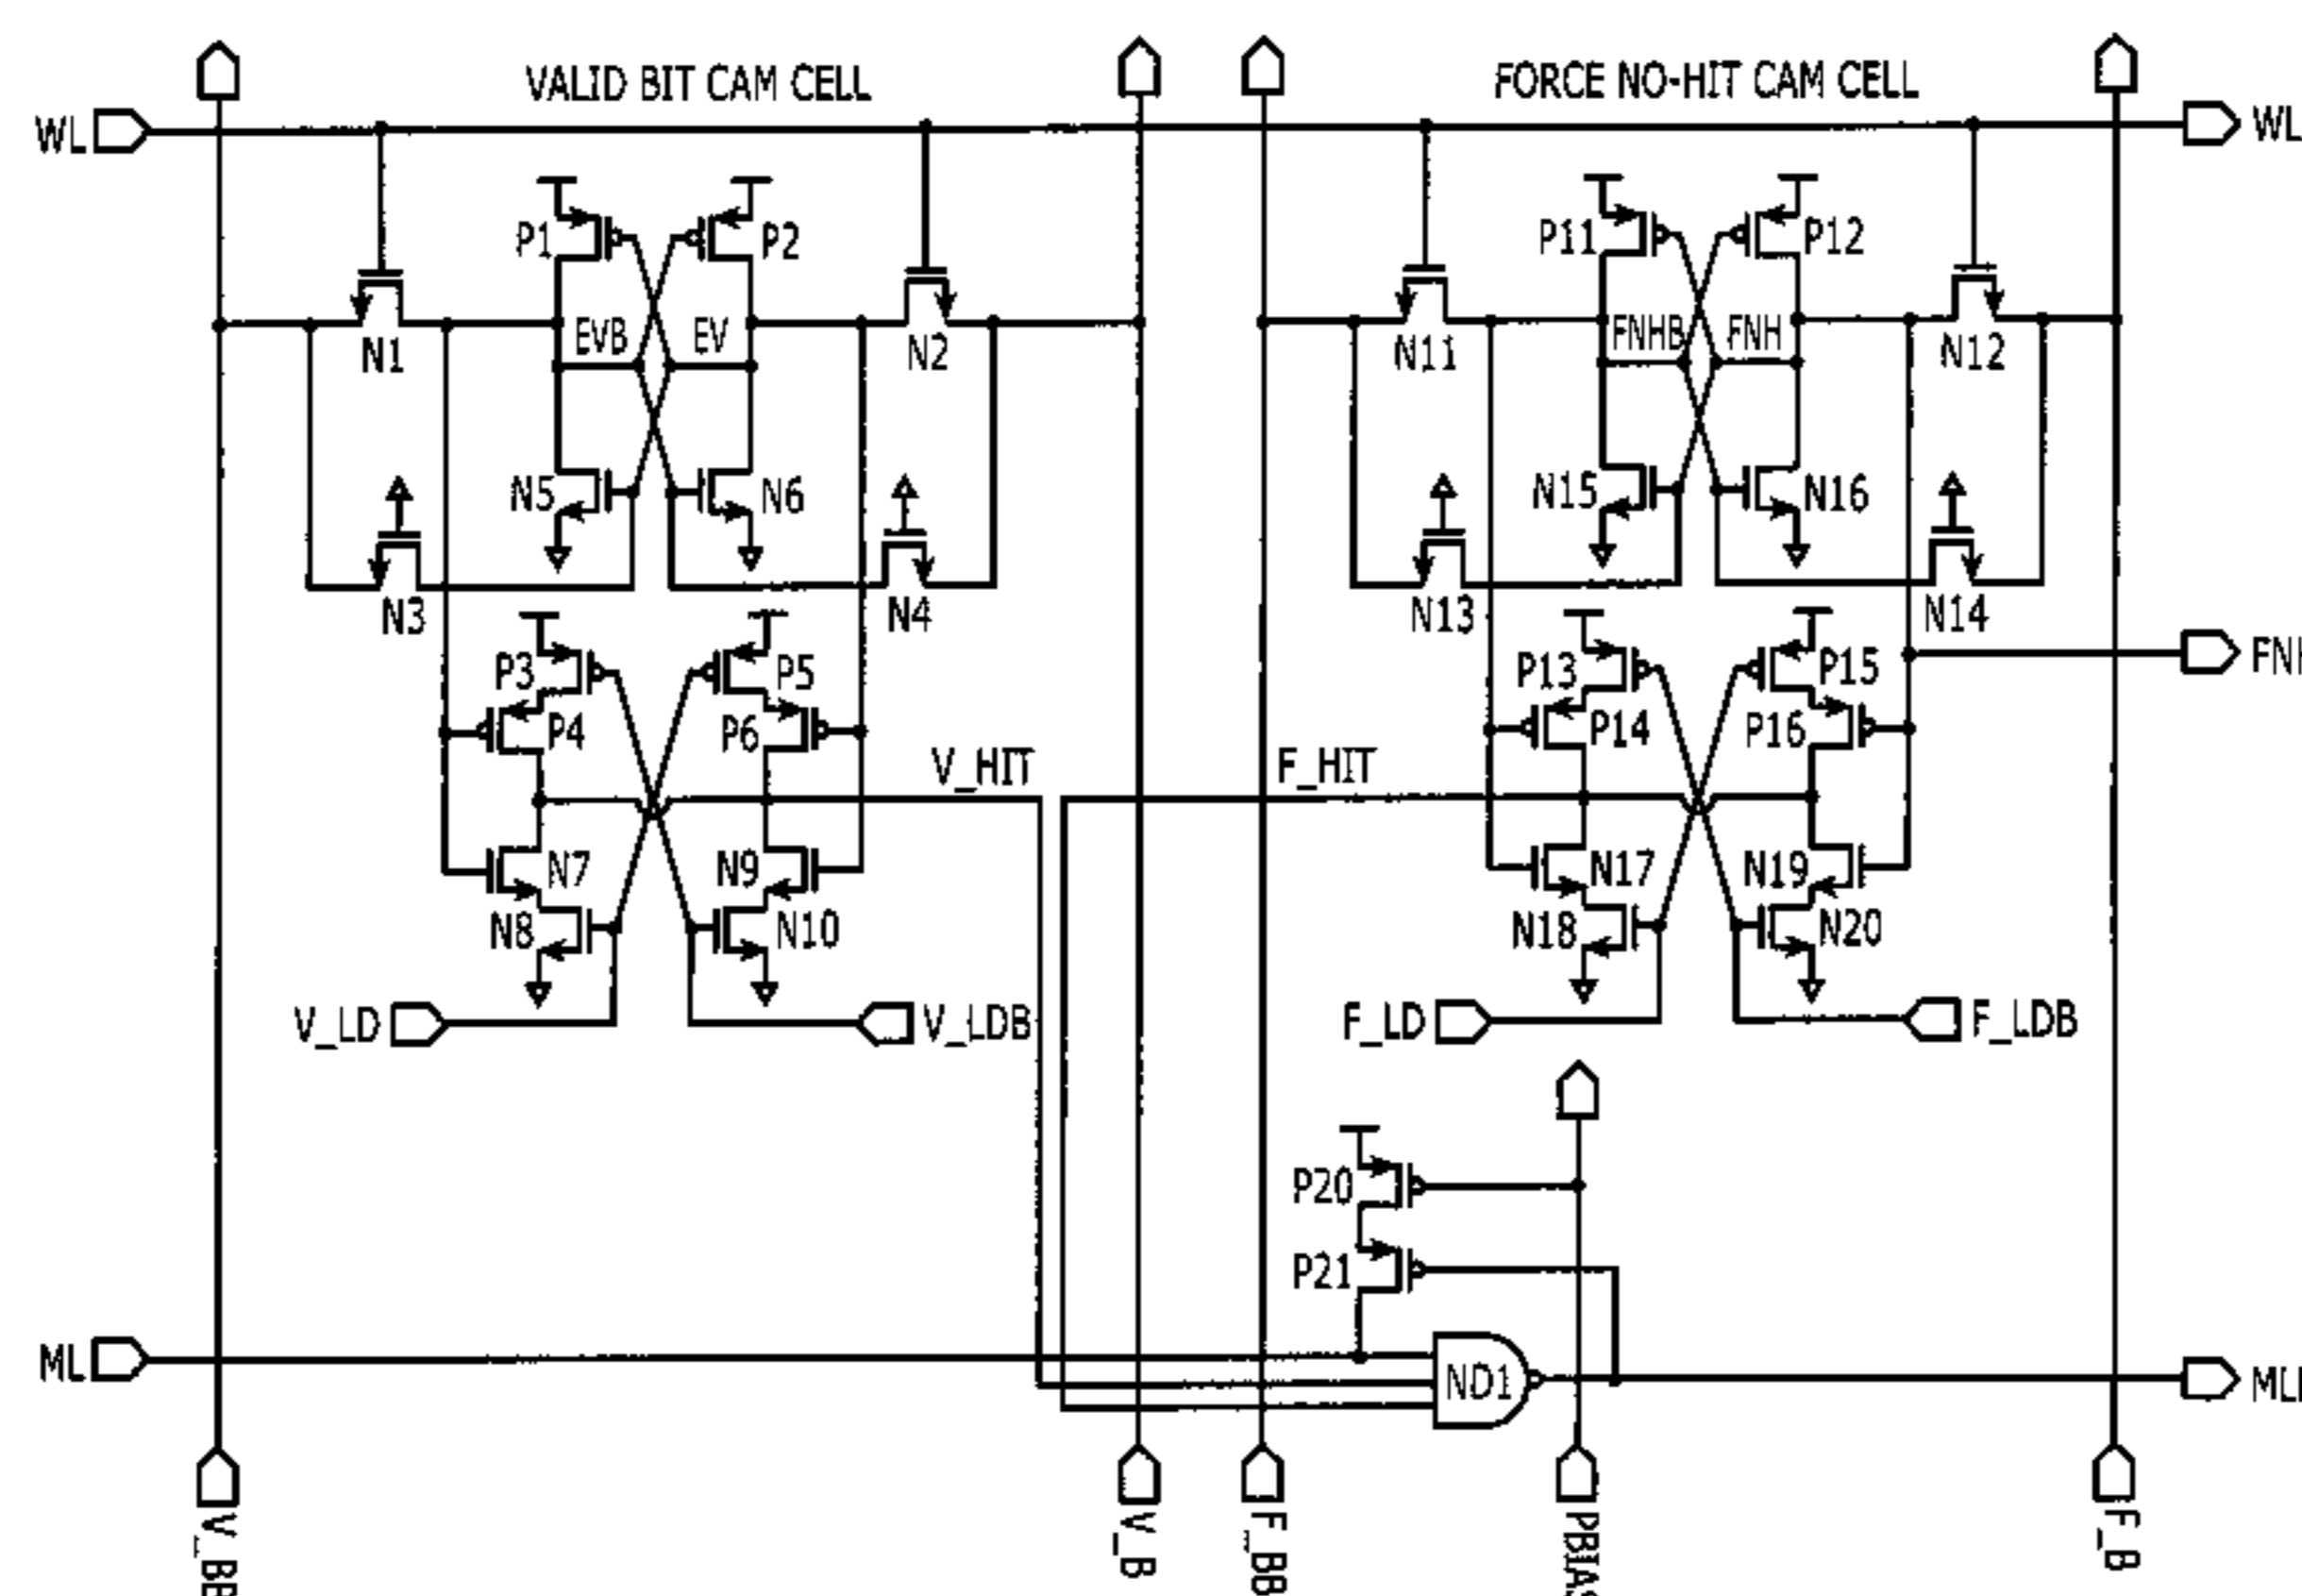 VALID BIT CAM CELL
FORCE NO-HIT CAM CELL
WL
WL
P1
P2
P11
P12
N1
EVB
EV
N2
N11
FNHB
FNH
N12
N5
N6
N15
N16
N3
N4
N13
N14
P3
P5
P13
P15
FNH
P4
P6
P14
P16
V_HIT
F_HIT
N7
N9
N17
N19
N8
N10
N18
N20
V_LD
V_LDB
F_LD
F_LDB
P20
P21
ML
ND1
V_B
F_BB
PBIAS
F_B